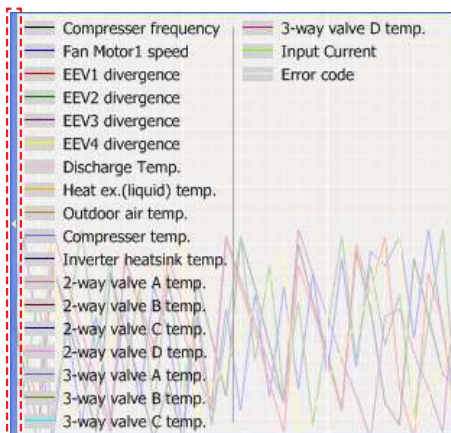 Compresser frequency
Fan Motor1 speed
EEV1 divergence
EEV2 divergence
EEV3 divergence
EEV4 divergence
Discharge Temp.
Heat ex.(liquid) temp.
Outdoor air temp.
Compresser temp.
Inverter heatsink temp.
2-way valve A temp.
2-way valve B temp.
2-way valve C temp.
2-way valve D temp.
3-way valve A temp.
3-way valve B temp.
3-way valve C temp.
3-way valve D temp.
Input Current
Error code